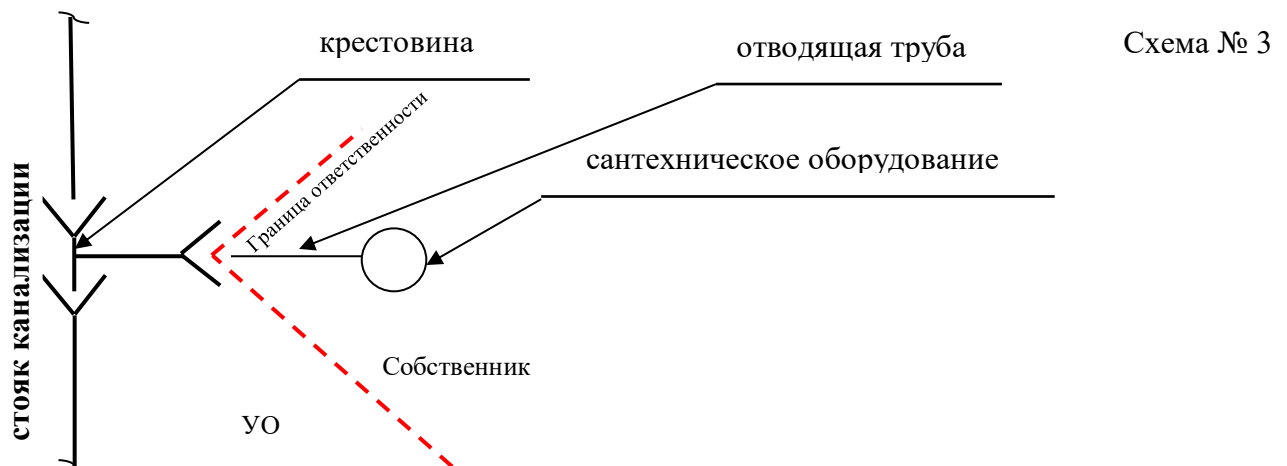 крестовина
отводящая труба
Схема № 3
Граница ответственности
сантехническое оборудование
стояк канализации
Собственник
УО